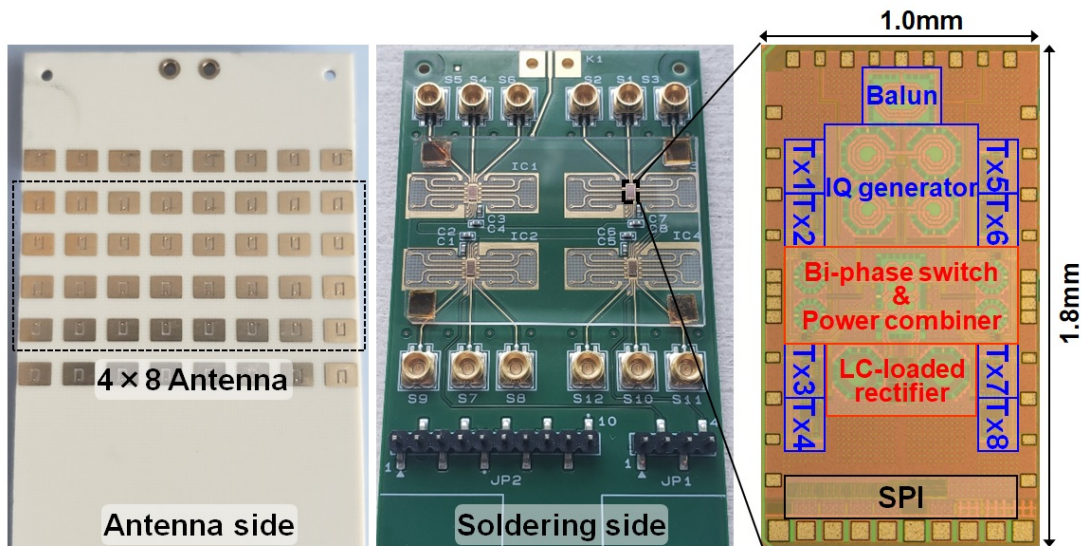 4 × 8 Antenna
Antenna side
K1
S5 S4 S6
S2 S1 S3
IC1
C3
C4
C7
C8
C2
C1
IC2
C6
C5
IC4
S9 S7 S8
S12 S10 S11
10
1
JP2
4
1
JP1
Soldering side
1.0mm
1.8mm
Balun
IQ generator
Tx1
Tx2
Tx5
Tx6
Bi-phase switch
&
Power combiner
LC-loaded
rectifier
Tx3
Tx4
Tx7
Tx8
SPI